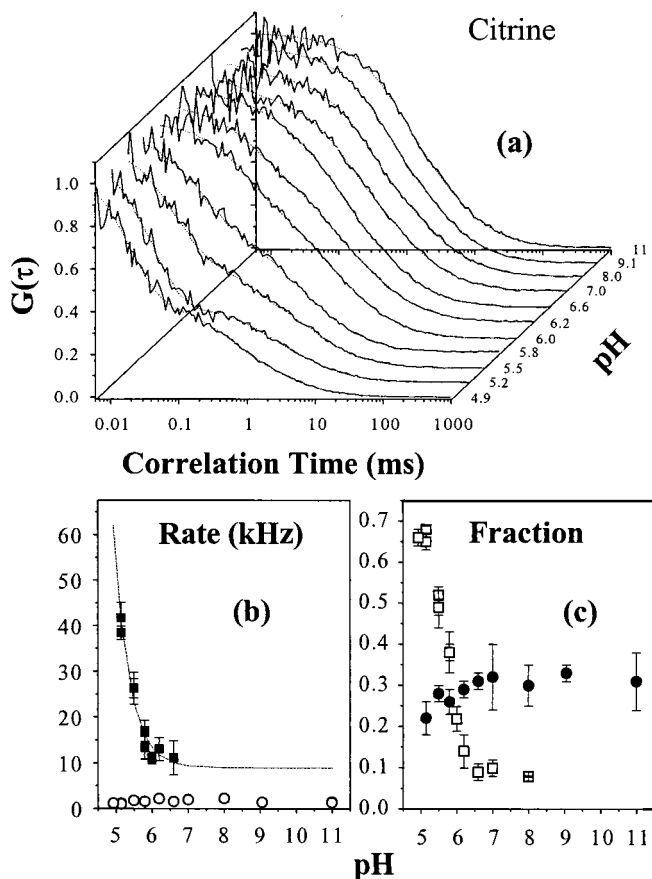 Citrine
(a)
1.0
0.8
0.6
0.4
0.2
0.0
G(τ)
11
9.1
8.0
7.0
6.6
6.2
6.0
5.8
5.5
5.2
4.9
pH
0.01 0.1 1 10 100 1000
Correlation Time (ms)
Rate (kHz)
(b)
60
50
40
30
20
10
0
5 6 7 8 9 10 11
Fraction
(c)
0.7
0.6
0.5
0.4
0.3
0.2
0.1
0.0
5 6 7 8 9 10 11
pH